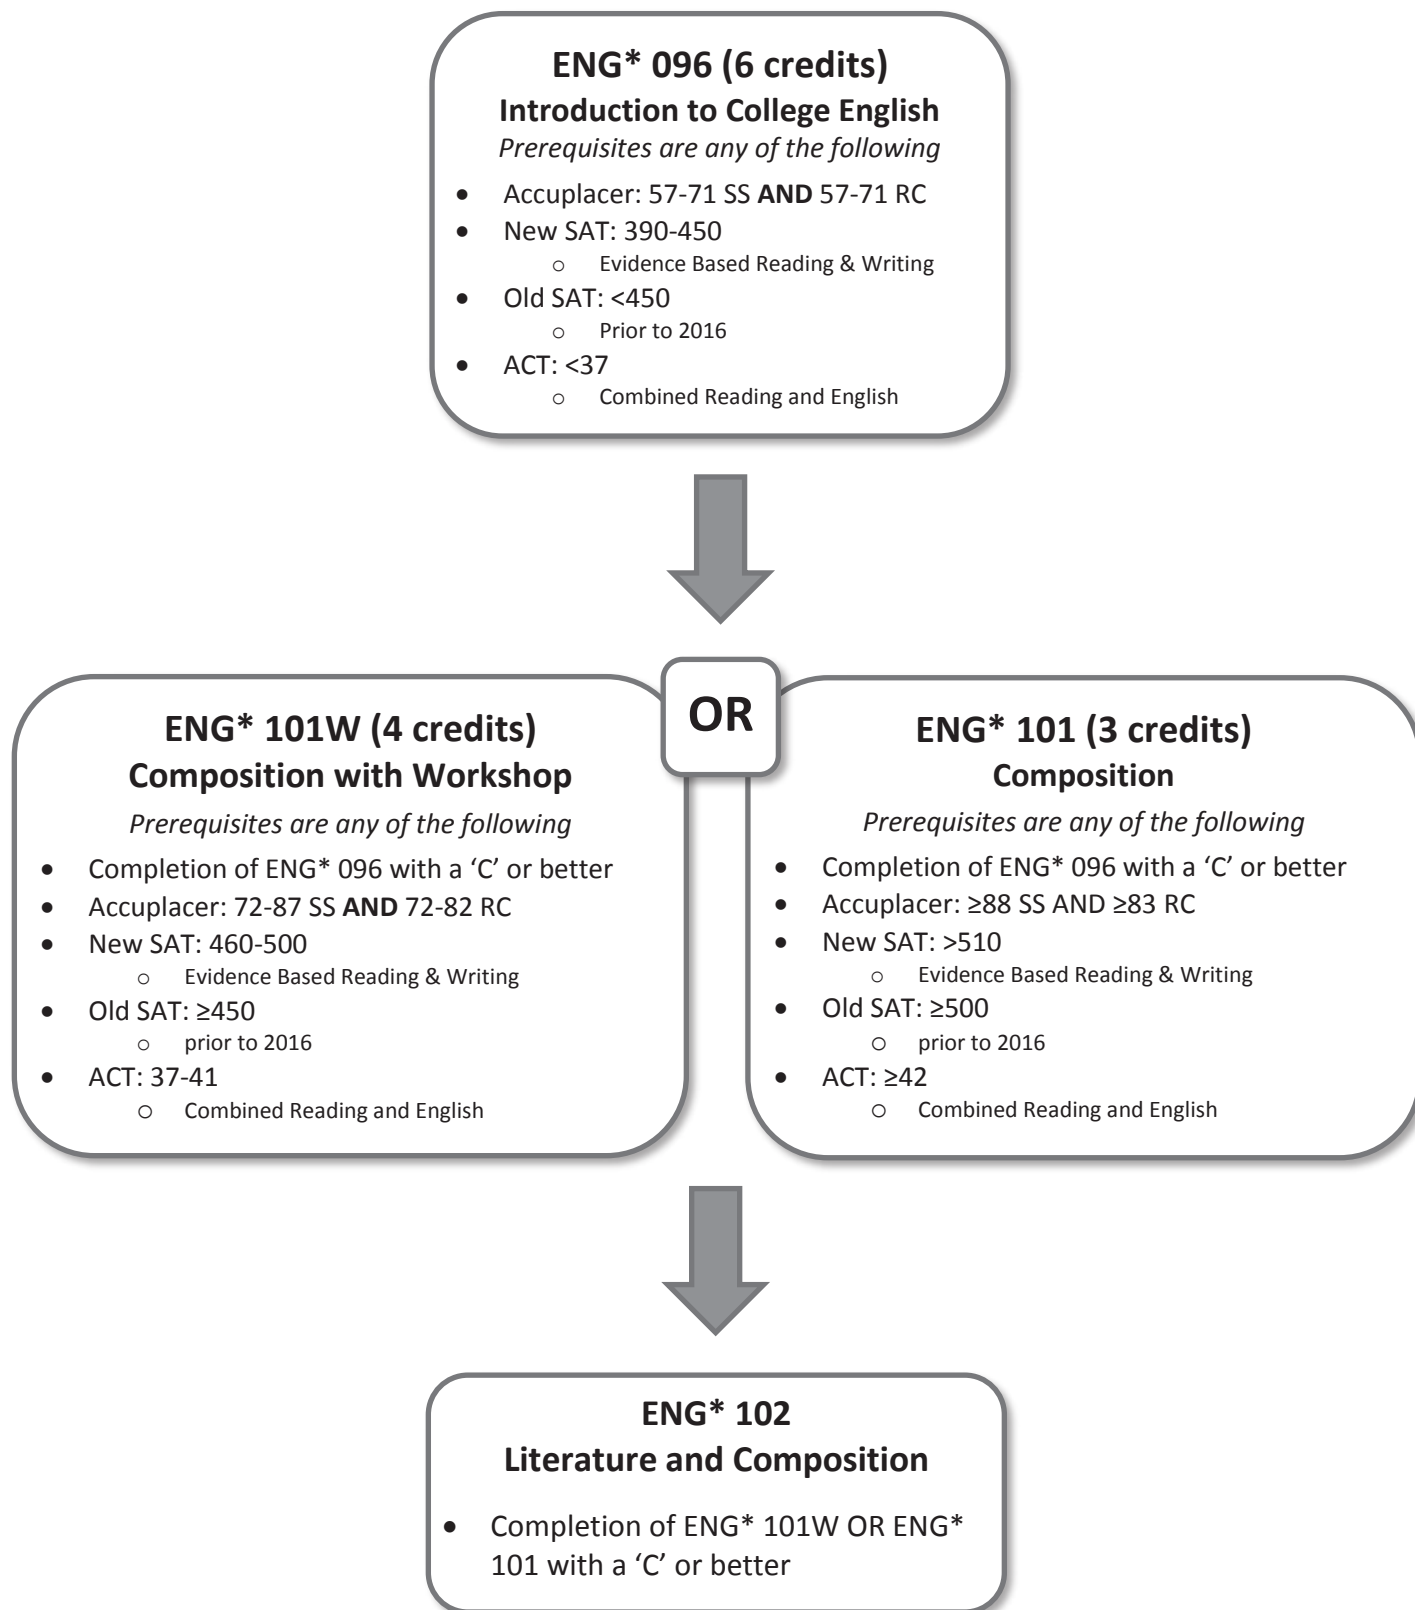 ENG* 096 (6 credits)
Introduction to College English
Prerequisites are any of the following
• Accuplacer: 57-71 SS AND 57-71 RC
• New SAT: 390-450
o Evidence Based Reading & Writing
• Old SAT: <450
o Prior to 2016
• ACT: <37
o Combined Reading and English
OR
ENG* 101W (4 credits)
Composition with Workshop
Prerequisites are any of the following
• Completion of ENG* 096 with a ‘C’ or better
• Accuplacer: 72-87 SS AND 72-82 RC
• New SAT: 460-500
o Evidence Based Reading & Writing
• Old SAT: ≥450
o prior to 2016
• ACT: 37-41
o Combined Reading and English
ENG* 101 (3 credits)
Composition
Prerequisites are any of the following
• Completion of ENG* 096 with a ‘C’ or better
• Accuplacer: ≥88 SS AND ≥83 RC
• New SAT: >510
o Evidence Based Reading & Writing
• Old SAT: ≥500
o prior to 2016
• ACT: ≥42
o Combined Reading and English
ENG* 102
Literature and Composition
• Completion of ENG* 101W OR ENG*
101 with a ‘C’ or better